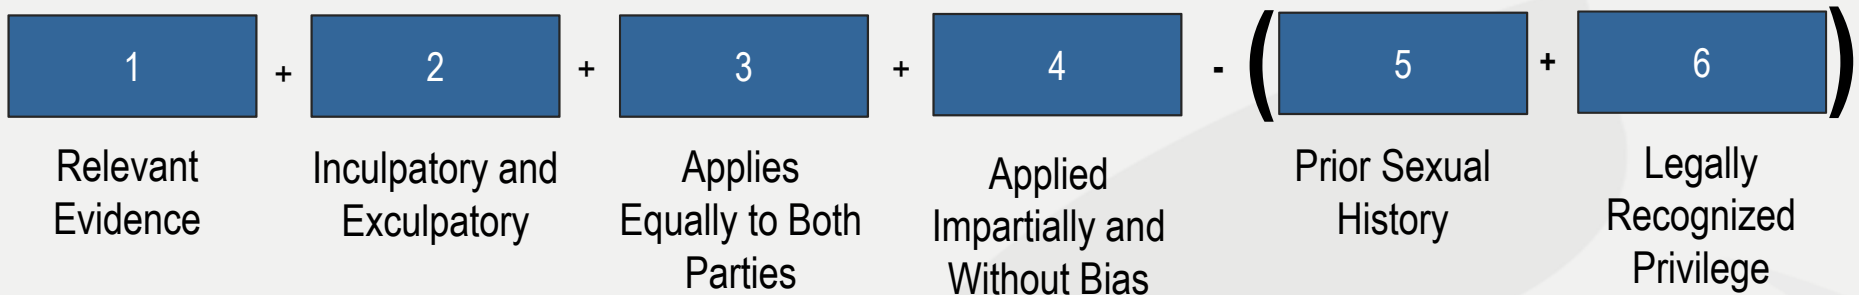 1 + 2 + 3 + 4 - ( 5 + 6 )
Relevant
Evidence
Inculpatory and
Exculpatory
Applies
Equally to Both
Parties
Applied
Impartially and
Without Bias
Prior Sexual
History
Legally
Recognized
Privilege